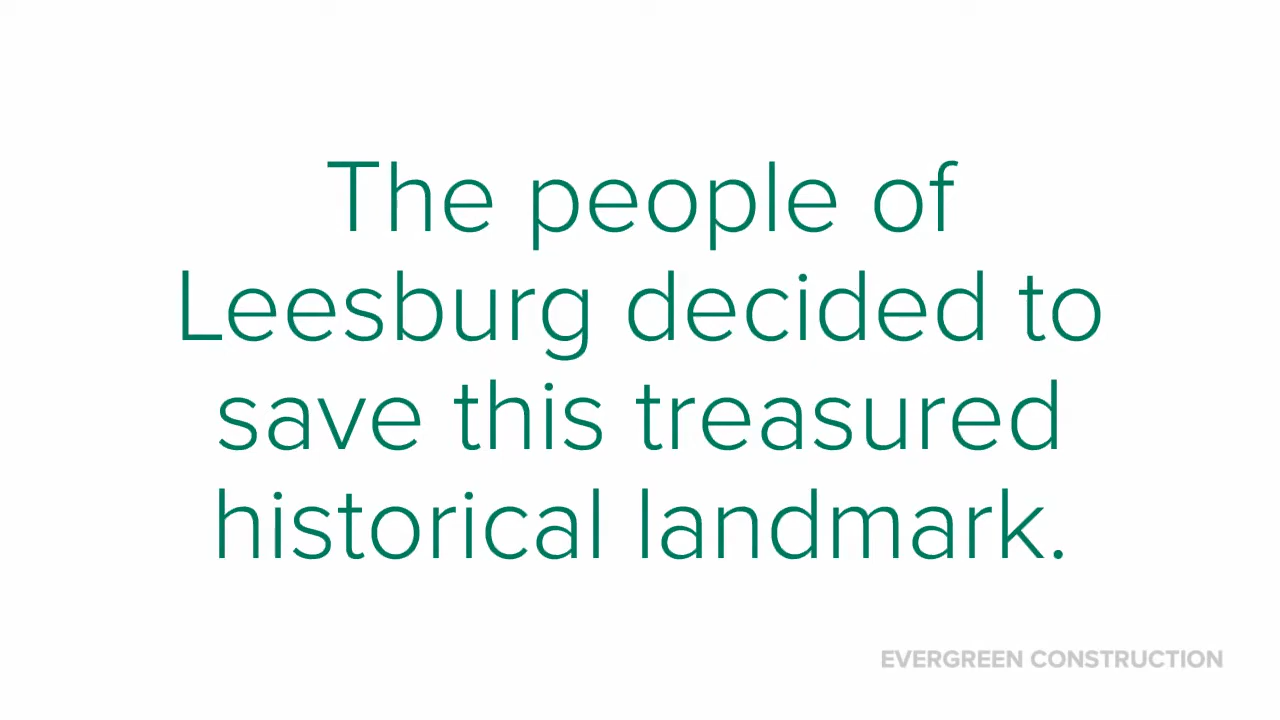 The people of
Leesburg decided to
save this treasured
historical landmark.
EVERGREEN CONSTRUCTION